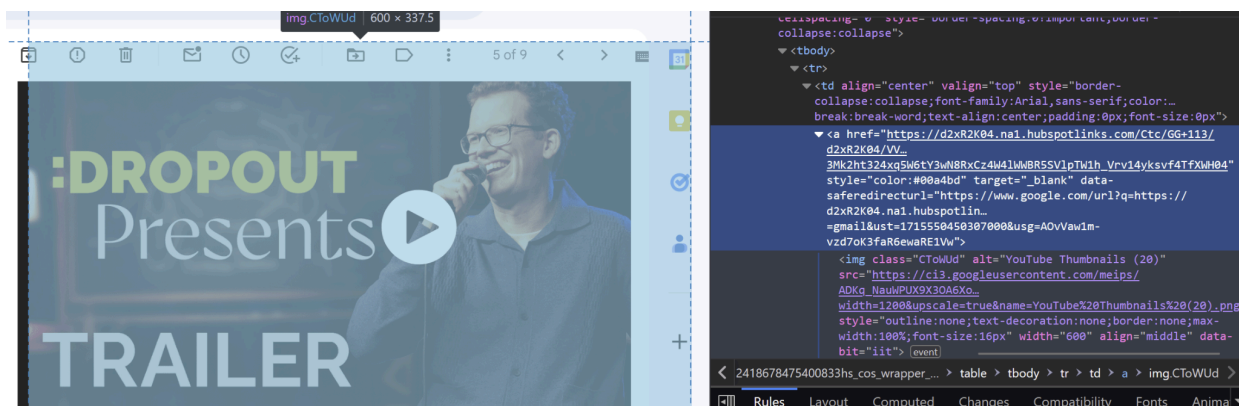 img.CToWUd | 600 × 337.5
5 of 9
31
:DROPOUT
Presents
TRAILER
cellspacing="0" style="border-spacing:0!important;border-
collapse:collapse">
<tbody>
<tr>
<td align="center" valign="top" style="border-
collapse:collapse;font-family:Arial,sans-serif;color:…
break:break-word;text-align:center;padding:0px;font-size:0px">
<a href="https://d2xR2K04.na1.hubspotlinks.com/Ctc/GG+113/
d2xR2K04/VV…
3Mk2ht324xq5W6tY3wN8RxCz4W4lWWBR5SVlpTW1h_Vrv14yksvf4TfXWH04"
style="color:#00a4bd" target="_blank" data-
saferedirecturl="https://www.google.com/url?q=https://
d2xR2K04.na1.hubspotlin…
=gmail&ust=1715550450307000&usg=AOvVaw1m-
vzd7oK3faR6ewaRE1Vw">
<img class="CToWUd" alt="YouTube Thumbnails (20)"
src="https://ci3.googleusercontent.com/meips/
ADKq_NauWPUX9X3OA6Xo…
width=1200&upscale=true&name=YouTube%20Thumbnails%20(20).png
style="outline:none;text-decoration:none;border:none;max-
width:100%;font-size:16px" width="600" align="middle" data-
bit="iit"> event
2418678475400833hs_cos_wrapper_… > table > tbody > tr > td > a > img.CToWUd
Rules Layout Computed Changes Compatibility Fonts Anima